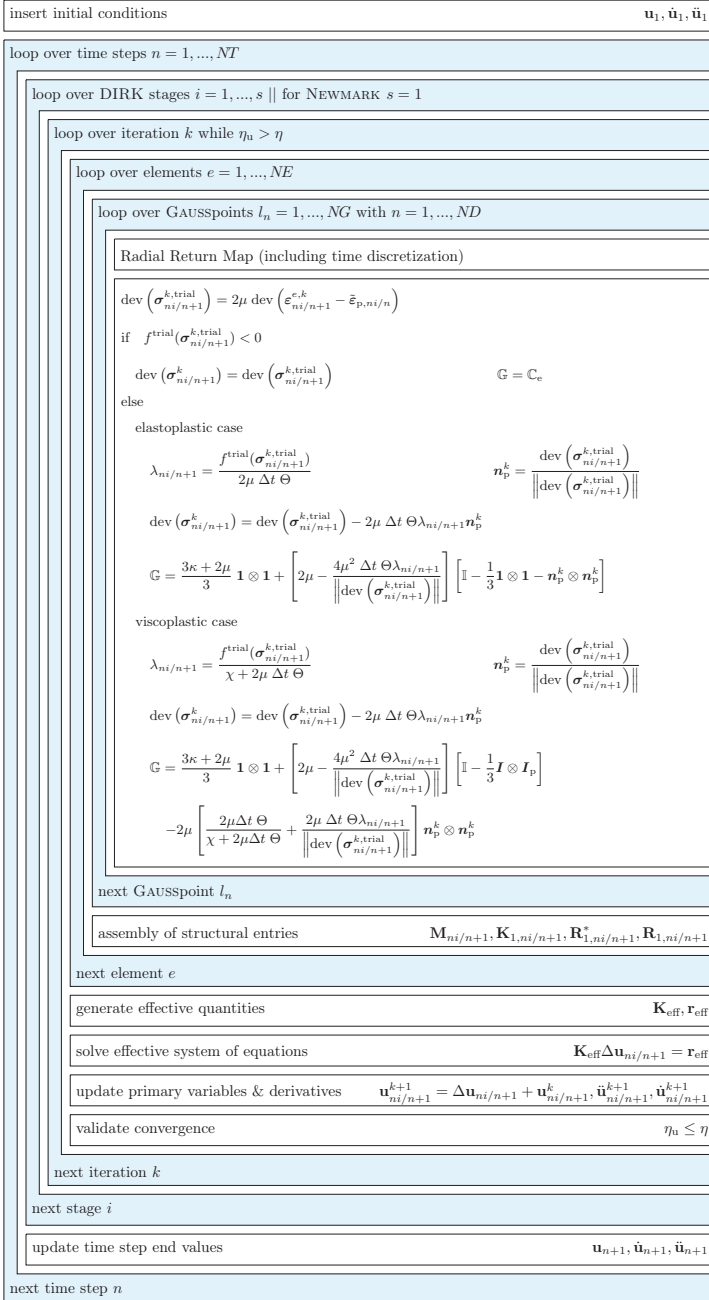 insert initial conditions u₁, u̇₁, ü₁
loop over time steps n = 1, ..., NT
loop over DIRK stages i = 1, ..., s || for NEWMARK s = 1
loop over iteration k while η_u > η
loop over elements e = 1, ..., NE
loop over GAUSSpoints l_n = 1, ..., NG with n = 1, ..., ND
Radial Return Map (including time discretization)
dev (σ^{k,trial}_{ni/n+1}) = 2μ dev (ε^{e,k}_{ni/n+1} − ε̄_{p,ni/n})
if f^{trial}(σ^{k,trial}_{ni/n+1}) < 0
dev (σ^k_{ni/n+1}) = dev (σ^{k,trial}_{ni/n+1}) 𝔾 = ℂ_e
else
elastoplastic case
λ_{ni/n+1} = f^{trial}(σ^{k,trial}_{ni/n+1}) / (2μ Δt Θ) n^k_p = dev (σ^{k,trial}_{ni/n+1}) / ‖dev (σ^{k,trial}_{ni/n+1})‖
dev (σ^k_{ni/n+1}) = dev (σ^{k,trial}_{ni/n+1}) − 2μ Δt Θλ_{ni/n+1} n^k_p
𝔾 = (3κ + 2μ)/3 1 ⊗ 1 + [2μ − 4μ² Δt Θλ_{ni/n+1} / ‖dev (σ^{k,trial}_{ni/n+1})‖] [𝕀 − 1/3 1 ⊗ 1 − n^k_p ⊗ n^k_p]
viscoplastic case
λ_{ni/n+1} = f^{trial}(σ^{k,trial}_{ni/n+1}) / (χ + 2μ Δt Θ) n^k_p = dev (σ^{k,trial}_{ni/n+1}) / ‖dev (σ^{k,trial}_{ni/n+1})‖
dev (σ^k_{ni/n+1}) = dev (σ^{k,trial}_{ni/n+1}) − 2μ Δt Θλ_{ni/n+1} n^k_p
𝔾 = (3κ + 2μ)/3 1 ⊗ 1 + [2μ − 4μ² Δt Θλ_{ni/n+1} / ‖dev (σ^{k,trial}_{ni/n+1})‖] [𝕀 − 1/3 I ⊗ I_p]
−2μ [2μΔt Θ / (χ + 2μΔt Θ) + 2μ Δt Θλ_{ni/n+1} / ‖dev (σ^{k,trial}_{ni/n+1})‖] n^k_p ⊗ n^k_p
next GAUSSpoint l_n
assembly of structural entries M_{ni/n+1}, K_{1,ni/n+1}, R*_{1,ni/n+1}, R_{1,ni/n+1}
next element e
generate effective quantities K_eff, r_eff
solve effective system of equations K_eff Δu_{ni/n+1} = r_eff
update primary variables & derivatives u^{k+1}_{ni/n+1} = Δu_{ni/n+1} + u^k_{ni/n+1}, ü^{k+1}_{ni/n+1}, u̇^{k+1}_{ni/n+1}
validate convergence η_u ≤ η
next iteration k
next stage i
update time step end values u_{n+1}, u̇_{n+1}, ü_{n+1}
next time step n